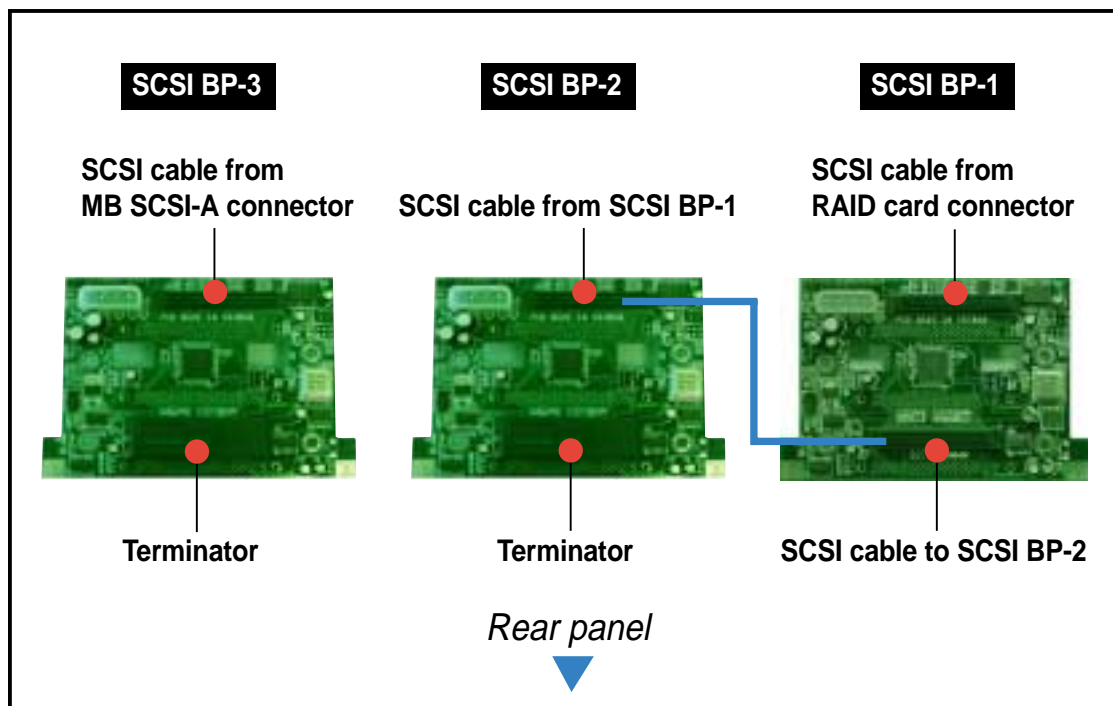 SCSI BP-3
SCSI BP-2
SCSI BP-1
SCSI cable from
MB SCSI-A connector
SCSI cable from SCSI BP-1
SCSI cable from
RAID card connector
Terminator
Terminator
SCSI cable to SCSI BP-2
Rear panel